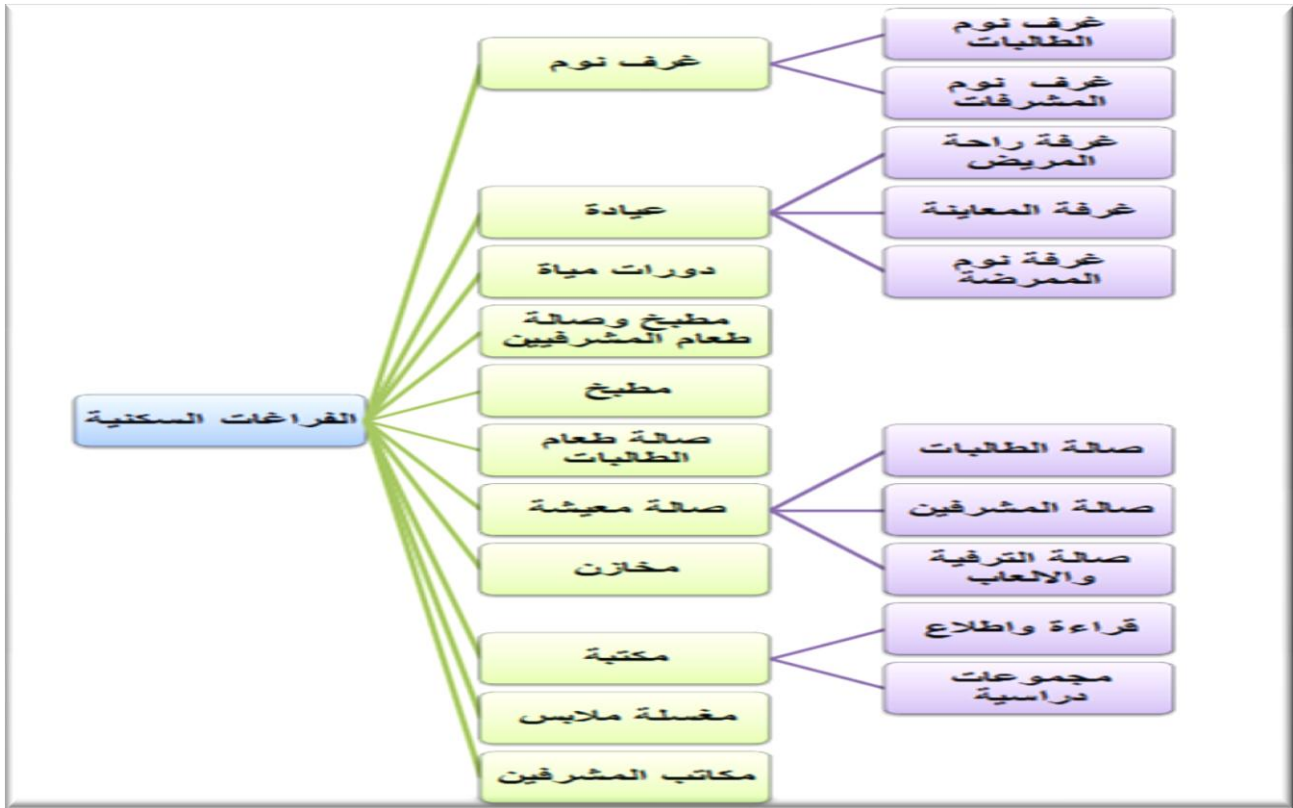 الفراغات السكنية
غرف نوم
غرف نوم
الطالبات
غرف نوم
المشرفات
عيادة
غرفة راحة
المريض
غرفة المعاينة
غرفة نوم
الممرضة
دورات مياة
مطبخ وصالة
طعام المشرفيين
مطبخ
صالة طعام
الطالبات
صالة معيشة
صالة الطالبات
صالة المشرفين
صالة الترفية
والالعاب
مخازن
مكتبة
قراءة واطلاع
مجموعات
دراسية
مغسلة ملابس
مكاتب المشرفين